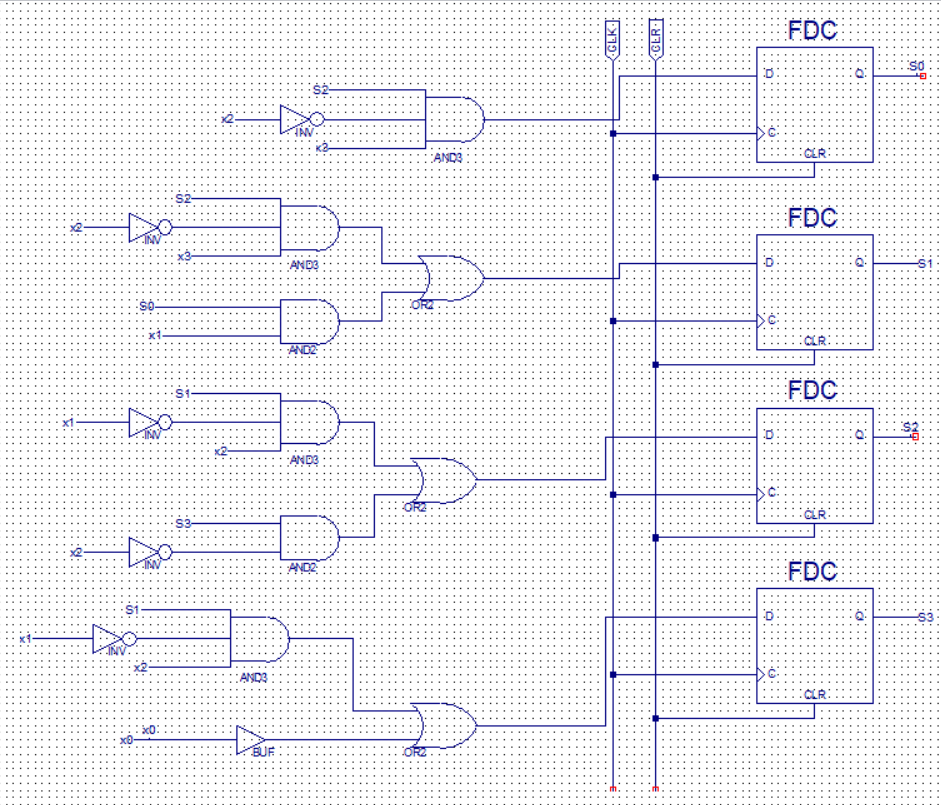 FDC
CLK
CLR
S0
D
Q
S2
x2
INV
x3
AND3
C
CLR
S2
x2
INV
x3
AND3
FDC
D
Q
S1
S0
x1
AND2
OR2
C
CLR
S1
x1
INV
x2
AND3
FDC
D
Q
S2
OR2
S3
x2
INV
AND2
C
CLR
FDC
S1
x1
INV
x2
AND3
D
Q
S3
C
CLR
x0
x0
BUF
OR2